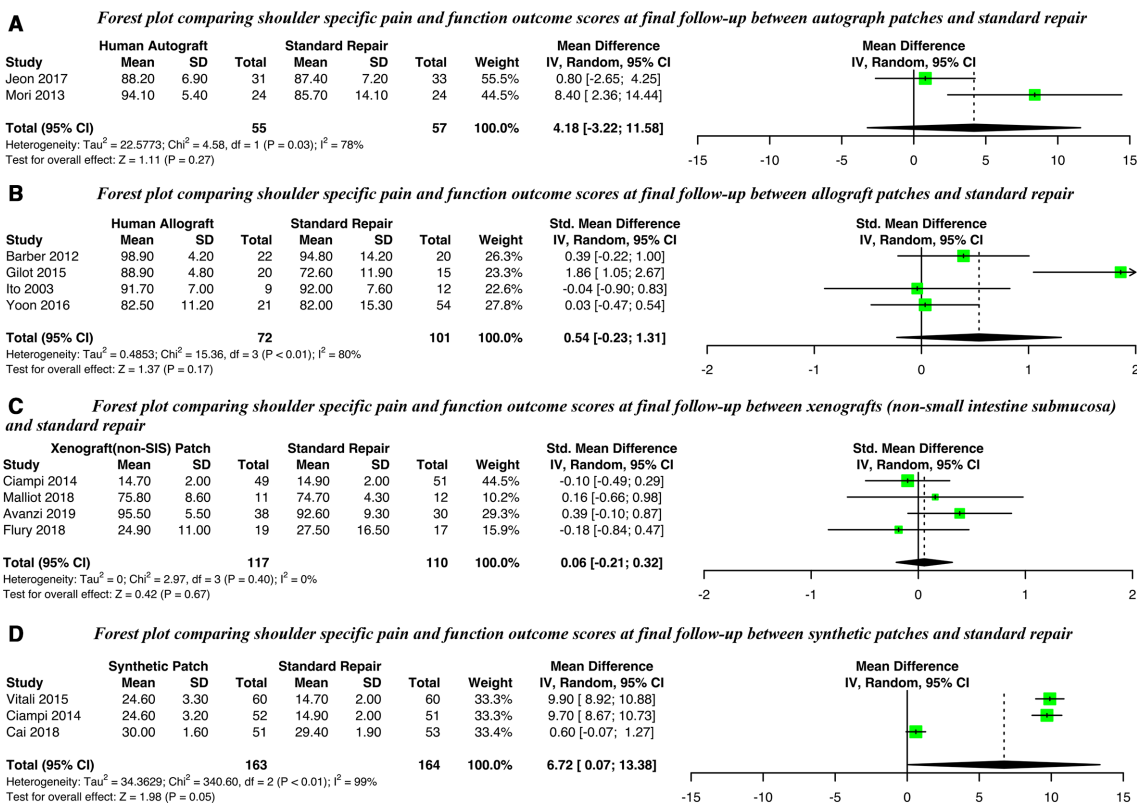 A Forest plot comparing shoulder specific pain and function outcome scores at final follow-up between autograph patches and standard repair
Human Autograft Standard Repair Mean Difference Mean Difference
Study Mean SD Total Mean SD Total Weight IV, Random, 95% CI IV, Random, 95% CI
Jeon 2017 88.20 6.90 31 87.40 7.20 33 55.5% 0.80 [-2.65; 4.25]
Mori 2013 94.10 5.40 24 85.70 14.10 24 44.5% 8.40 [ 2.36; 14.44]
Total (95% CI) 55 57 100.0% 4.18 [-3.22; 11.58]
Heterogeneity: Tau² = 22.5773; Chi² = 4.58, df = 1 (P = 0.03); I² = 78%
Test for overall effect: Z = 1.11 (P = 0.27)
-15 -10 -5 0 5 10 15
B Forest plot comparing shoulder specific pain and function outcome scores at final follow-up between allograft patches and standard repair
Human Allograft Standard Repair Std. Mean Difference Std. Mean Difference
Study Mean SD Total Mean SD Total Weight IV, Random, 95% CI IV, Random, 95% CI
Barber 2012 98.90 4.20 22 94.80 14.20 20 26.3% 0.39 [-0.22; 1.00]
Gilot 2015 88.90 4.80 20 72.60 11.90 15 23.3% 1.86 [ 1.05; 2.67]
Ito 2003 91.70 7.00 9 92.00 7.60 12 22.6% -0.04 [-0.90; 0.83]
Yoon 2016 82.50 11.20 21 82.00 15.30 54 27.8% 0.03 [-0.47; 0.54]
Total (95% CI) 72 101 100.0% 0.54 [-0.23; 1.31]
Heterogeneity: Tau² = 0.4853; Chi² = 15.36, df = 3 (P < 0.01); I² = 80%
Test for overall effect: Z = 1.37 (P = 0.17)
-2 -1 0 1 2
C Forest plot comparing shoulder specific pain and function outcome scores at final follow-up between xenografts (non-small intestine submucosa)
and standard repair
Xenograft(non-SIS) Patch Standard Repair Std. Mean Difference Std. Mean Difference
Study Mean SD Total Mean SD Total Weight IV, Random, 95% CI IV, Random, 95% CI
Ciampi 2014 14.70 2.00 49 14.90 2.00 51 44.5% -0.10 [-0.49; 0.29]
Malliot 2018 75.80 8.60 11 74.70 4.30 12 10.2% 0.16 [-0.66; 0.98]
Avanzi 2019 95.50 5.50 38 92.60 9.30 30 29.3% 0.39 [-0.10; 0.87]
Flury 2018 24.90 11.00 19 27.50 16.50 17 15.9% -0.18 [-0.84; 0.47]
Total (95% CI) 117 110 100.0% 0.06 [-0.21; 0.32]
Heterogeneity: Tau² = 0; Chi² = 2.97, df = 3 (P = 0.40); I² = 0%
Test for overall effect: Z = 0.42 (P = 0.67)
-2 -1 0 1 2
D Forest plot comparing shoulder specific pain and function outcome scores at final follow-up between synthetic patches and standard repair
Synthetic Patch Standard Repair Mean Difference Mean Difference
Study Mean SD Total Mean SD Total Weight IV, Random, 95% CI IV, Random, 95% CI
Vitali 2015 24.60 3.30 60 14.70 2.00 60 33.3% 9.90 [ 8.92; 10.88]
Ciampi 2014 24.60 3.20 52 14.90 2.00 51 33.3% 9.70 [ 8.67; 10.73]
Cai 2018 30.00 1.60 51 29.40 1.90 53 33.4% 0.60 [-0.07; 1.27]
Total (95% CI) 163 164 100.0% 6.72 [ 0.07; 13.38]
Heterogeneity: Tau² = 34.3629; Chi² = 340.60, df = 2 (P < 0.01); I² = 99%
Test for overall effect: Z = 1.98 (P = 0.05)
-15 -10 -5 0 5 10 15